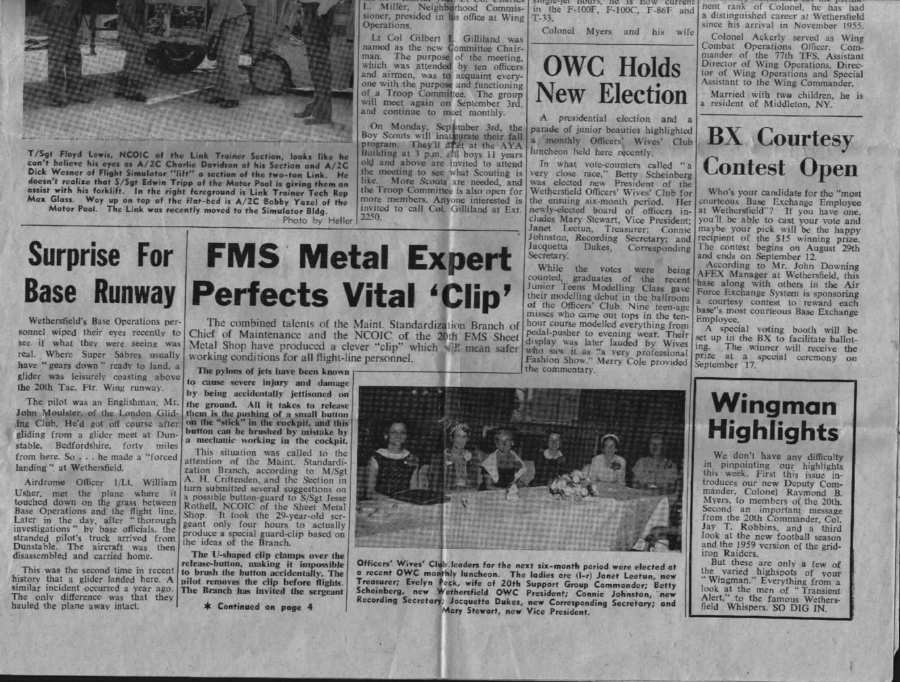 T/Sgt Floyd Lewis, NCOIC of the Link Trainer Section, looks like he
can't believe his eyes as A/2C Charlie Davidson of his Section and A/2C
Dick Wesner of Flight Simulator "lift" a section of the two-ton Link. He
doesn't realize that S/Sgt Edwin Tripp of the Motor Pool is giving them an
assist with his forklift. In the right foreground is Link Trainer Tech Rep
Max Glass. Way up on top of the flat-bed is A/2C Bobby Yazel of the
Motor Pool. The Link was recently moved to the Simulator Bldg.
Photo by Heller
Surprise For
Base Runway
Wethersfield's Base Operations per-
sonnel wiped their eyes recently to
see if what they were seeing was
real. Where Super Sabres usually
have "gears down" ready to land, a
glider was leisurely coasting above
the 20th Tac. Ftr. Wing runway.
The pilot was an Englishman, Mr.
John Moulster, of the London Glid-
ing Club. He'd got off course after
gliding from a glider meet at Dun-
stable, Bedfordshire, forty miles
from here. So . . . he made a "forced
landing" at Wethersfield.
Airdrome Officer 1/Lt. William
Usher, met the plane where it
touched down on the grass between
Base Operations and the flight line.
Later in the day, after "thorough
investigations" by base officials, the
stranded pilot's truck arrived from
Dunstable. The aircraft was then
disassembled and carried home.
This was the second time in recent
history that a glider landed here. A
similar incident occurred a year ago.
The only difference was that they
hauled the plane away intact.
L. Miller, Neighborhood Commis-
sioner, presided in his office at Wing
Operations.
Lt Col Gilbert L. Gilliland was
named as the new Committee Chair-
man. The purpose of the meeting,
which was attended by ten officers
and airmen, was to acquaint every-
one with the purpose and functioning
of a Troop Committee. The group
will meet again on September 3rd,
and continue to meet monthly.
On Monday, September 3rd, the
Boy Scouts will inaugurate their fall
program. They'll meet at the AYA
Building at 3 p.m. All boys 11 years
old and above are invited to attend
the meeting to see what Scouting is
like. More Scouts are needed, and
the Troop Committee is also open for
more members. Anyone interested is
invited to call Col. Gilliland at Ext.
2250.
FMS Metal Expert
Perfects Vital 'Clip'
The combined talents of the Maint. Standardization Branch of
Chief of Maintenance and the NCOIC of the 20th FMS Sheet
Metal Shop have produced a clever "clip" which will mean safer
working conditions for all flight-line personnel.
The pylons of jets have been known
to cause severe injury and damage
by being accidentally jettisoned on
the ground. All it takes to release
them is the pushing of a small button
on the "stick" in the cockpit, and this
button can be brushed by mistake by
a mechanic working in the cockpit.
This situation was called to the
attention of the Maint. Standardi-
zation Branch, according to M/Sgt
A. H. Crittenden, and the Section in
turn submitted several suggestions on
a possible button-guard to S/Sgt Jesse
Rothell, NCOIC of the Sheet Metal
Shop. It took the 29-year-old ser-
geant only four hours to actually
produce a special guard-clip based on
the ideas of the Branch.
The U-shaped clip clamps over the
release-button, making it impossible
to brush the button accidently. The
pilot removes the clip before flights.
The Branch has invited the sergeant
* Continued on page 4
Officers' Wives' Club leaders for the next six-month period were elected at
a recent OWC monthly luncheon. The ladies are (l-r) Janet Leetun, new
Treasurer; Evelyn Peck, wife of 20th Support Group Commander; Betty
Scheinberg, new Wethersfield OWC President; Connie Johnston, new
Recording Secretary; Jacquetta Dukes, new Corresponding Secretary; and
Mary Stewart, new Vice President.
in the F-100F, F-100C, F-86F and
T-33.
Colonel Myers and his wife
OWC Holds
New Election
A presidential election and a
parade of junior beauties highlighted
a monthly Officers' Wives' Club
luncheon held here recently.
In what vote-counters called "a
very close race," Betty Scheinberg
was elected new President of the
Wethersfield Officers' Wives' Club for
the ensuing six-month period. Her
newly-elected board of officers in-
cludes Mary Stewart, Vice President;
Janet Leetun, Treasurer; Connie
Johnston, Recording Secretary; and
Jacquetta Dukes, Corresponding
Secretary.
While the votes were being
counted, graduates of the recent
Junior Teens Modelling Class gave
their modelling debut in the ballroom
of the Officers' Club. Nine teen-age
misses who came out tops in the ten-
hour course modelled everything from
pedal-pusher to evening wear. Their
display was later lauded by Wives
who saw it as "a very professional
Fashion Show." Merry Cole provided
the commentary.
nent rank of Colonel, he has had
a distinguished career at Wethersfield
since his arrival in November 1955.
Colonel Ackerly served as Wing
Combat Operations Officer, Com-
mander of the 77th TFS, Assistant
Director of Wing Operations, Direc-
tor of Wing Operations and Special
Assistant to the Wing Commander.
Married with two children, he is
a resident of Middleton, NY.
BX Courtesy
Contest Open
Who's your candidate for the "most
courteous Base Exchange Employee
at Wethersfield"? If you have one,
you'll be able to cast your vote and
maybe your pick will be the happy
recipient of the $15 winning prize.
The contest begins on August 29th
and ends on September 12.
According to Mr. John Downing
AFEX Manager at Wethersfield, this
base along with others in the Air
Force Exchange System is sponsoring
a courtesy contest to reward each
base"s most courteous Base Exchange
Employee.
A special voting booth will be
set up in the BX to facilitate ballot-
ing. The winner will receive the
prize at a special ceremony on
September 17.
Wingman
Highlights
We don't have any difficulty
in pinpointing our highlights
this week. First this issue in-
troduces our new Deputy Com-
mander, Colonel Raymond B.
Myers, to members of the 20th.
Second an important message
from the 20th Commander, Col.
Jay T. Robbins, and a third
look at the new football season
and the 1959 version of the grid-
iron Raiders.
But these are only a few of
the varied highspots of your
"Wingman." Everything from a
look at the men of "Transient
Alert," to the famous Wethers-
field Whispers. SO DIG IN.